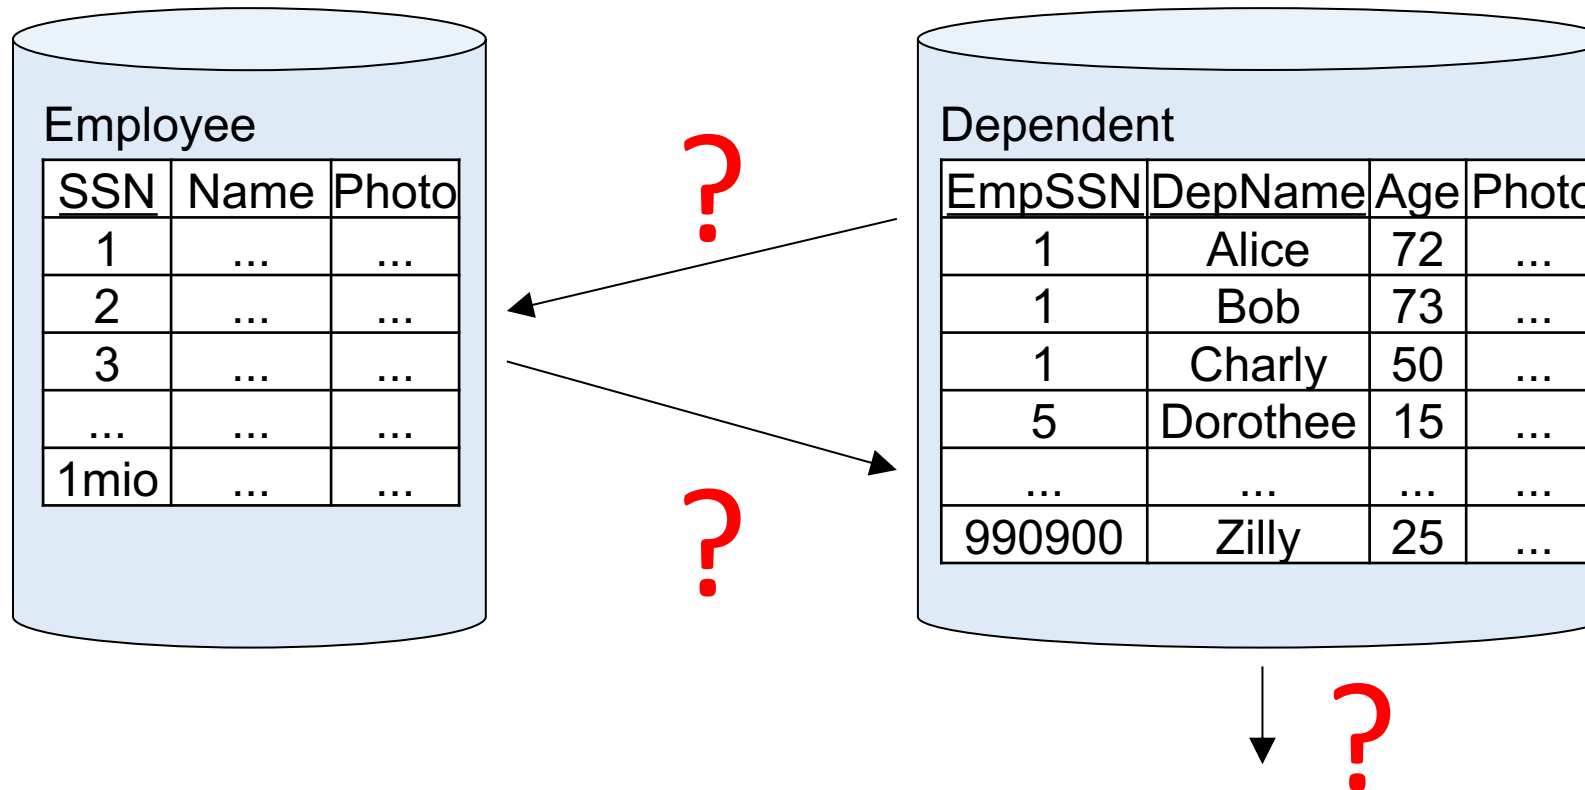 Employee
SSN Name Photo
1 ... ...
2 ... ...
3 ... ...
... ... ...
1mio ... ...
?
?
Dependent
EmpSSN DepName Age Photo
1 Alice 72 ...
1 Bob 73 ...
1 Charly 50 ...
5 Dorothee 15 ...
... ... ... ...
990900 Zilly 25 ...
?